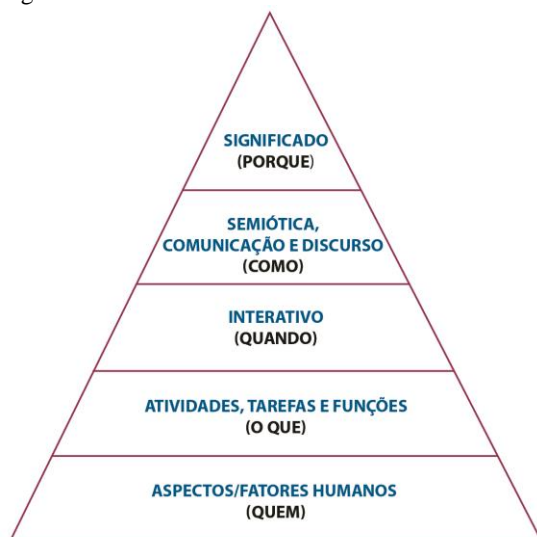 SIGNIFICADO
(PORQUE)
SEMIÓTICA,
COMUNICAÇÃO E DISCURSO
(COMO)
INTERATIVO
(QUANDO)
ATIVIDADES, TAREFAS E FUNÇÕES
(O QUE)
ASPECTOS/FATORES HUMANOS
(QUEM)